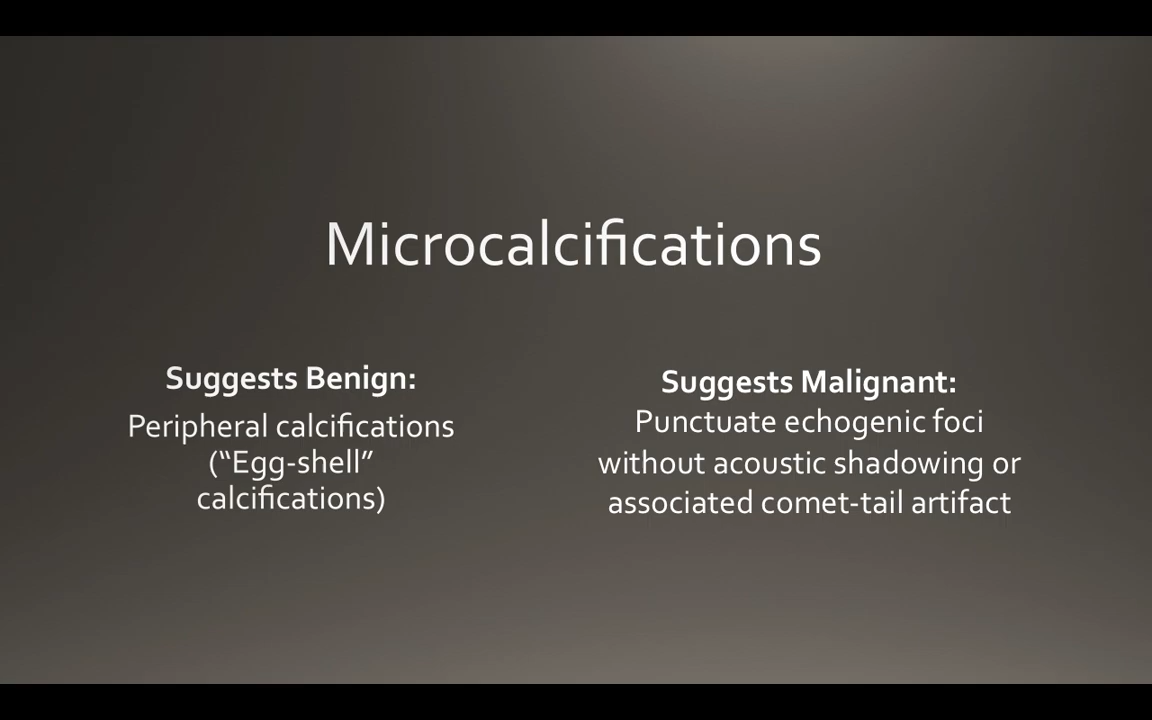 Microcalcifications
Suggests Benign:
Peripheral calcifications
(“Egg-shell”
calcifications)
Suggests Malignant:
Punctuate echogenic foci
without acoustic shadowing or
associated comet-tail artifact